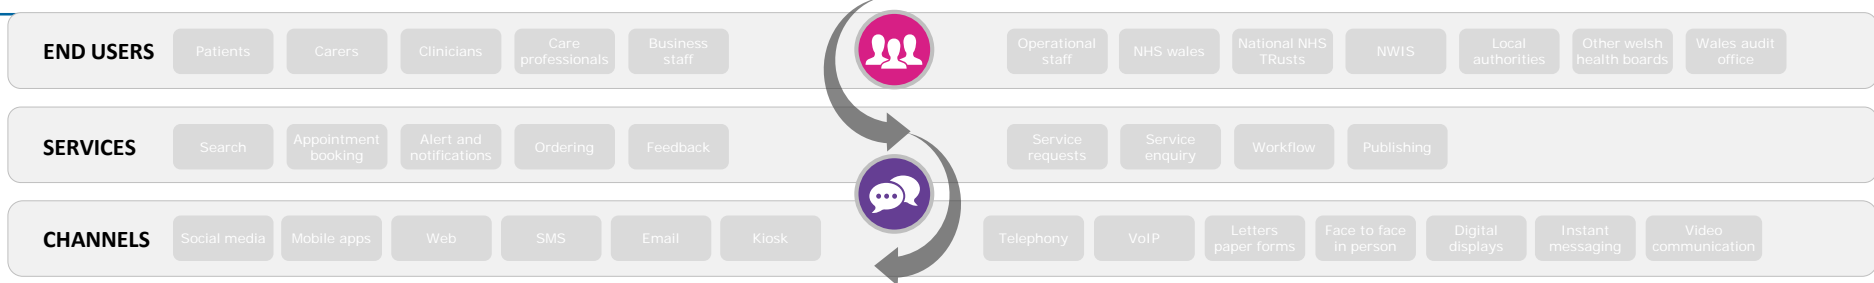 END USERS
Patients
Carers
Clinicians
Care
professionals
Business
staff
Operational
staff
NHS wales
National NHS
TRusts
NWIS
Local
authorities
Other welsh
health boards
Wales audit
office
SERVICES
Search
Appointment
booking
Alert and
notifications
Ordering
Feedback
Service
requests
Service
enquiry
Workflow
Publishing
CHANNELS
Social media
Mobile apps
Web
SMS
Email
Kiosk
Telephony
VoIP
Letters
paper forms
Face to face
in person
Digital
displays
Instant
messaging
Video
communication